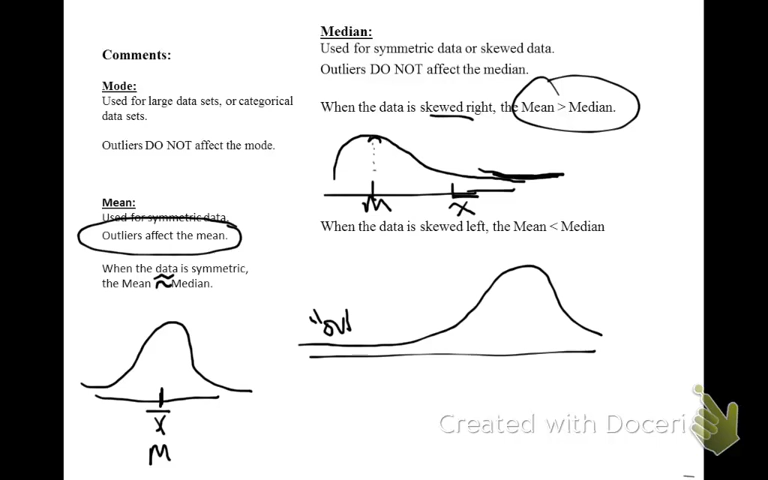 Comments:
Mode:
Used for large data sets, or categorical
data sets.
Outliers DO NOT affect the mode.
Mean:
Used for symmetric data,
Outliers affect the mean.
When the data is symmetric,
the Mean ≈ Median.
x̄
M
Median:
Used for symmetric data or skewed data.
Outliers DO NOT affect the median.
When the data is skewed right, the Mean > Median.
M
x̄
When the data is skewed left, the Mean < Median
Created with Doceri